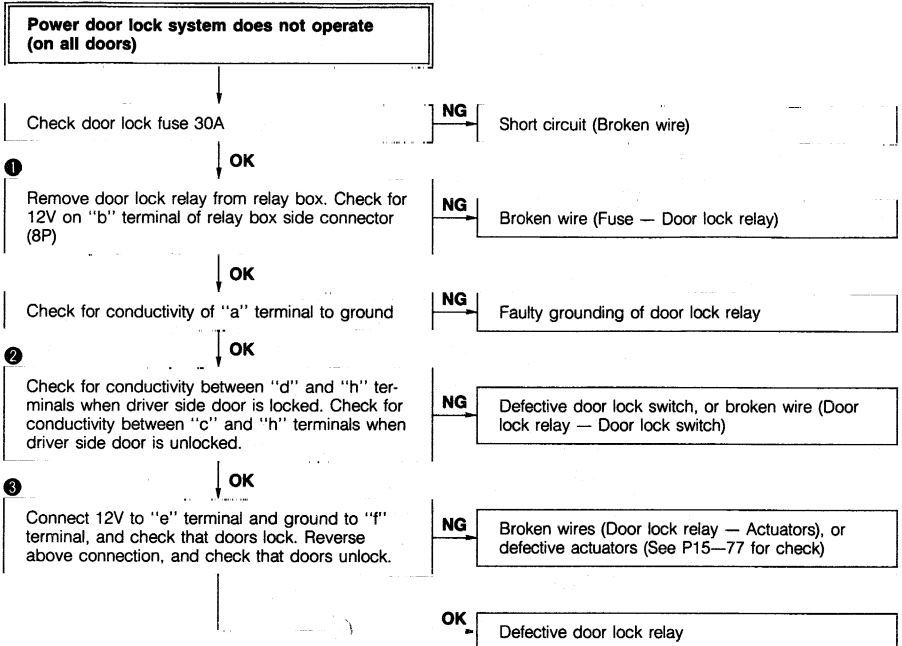 Power door lock system does not operate
(on all doors)
Check door lock fuse 30A
NG
Short circuit (Broken wire)
OK
1
Remove door lock relay from relay box. Check for
12V on "b" terminal of relay box side connector
(8P)
NG
Broken wire (Fuse — Door lock relay)
OK
Check for conductivity of "a" terminal to ground
NG
Faulty grounding of door lock relay
OK
2
Check for conductivity between "d" and "h" ter-
minals when driver side door is locked. Check for
conductivity between "c" and "h" terminals when
driver side door is unlocked.
NG
Defective door lock switch, or broken wire (Door
lock relay — Door lock switch)
OK
3
Connect 12V to "e" terminal and ground to "f"
terminal, and check that doors lock. Reverse
above connection, and check that doors unlock.
NG
Broken wires (Door lock relay — Actuators), or
defective actuators (See P15—77 for check)
OK
Defective door lock relay